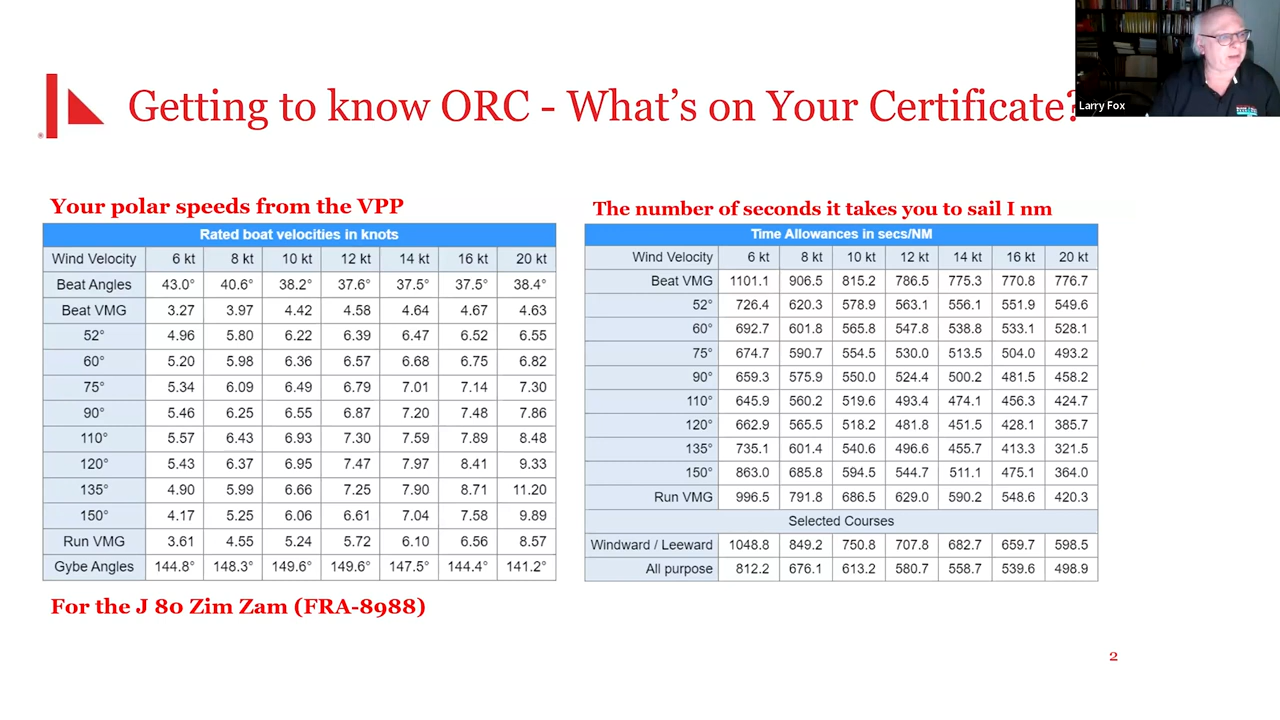 Getting to know ORC - What's on Your Certificate?
Larry Fox
Your polar speeds from the VPP
Rated boat velocities in knots
Wind Velocity 6 kt 8 kt 10 kt 12 kt 14 kt 16 kt 20 kt
Beat Angles 43.0° 40.6° 38.2° 37.6° 37.5° 37.5° 38.4°
Beat VMG 3.27 3.97 4.42 4.58 4.64 4.67 4.63
52° 4.96 5.80 6.22 6.39 6.47 6.52 6.55
60° 5.20 5.98 6.36 6.57 6.68 6.75 6.82
75° 5.34 6.09 6.49 6.79 7.01 7.14 7.30
90° 5.46 6.25 6.55 6.87 7.20 7.48 7.86
110° 5.57 6.43 6.93 7.30 7.59 7.89 8.48
120° 5.43 6.37 6.95 7.47 7.97 8.41 9.33
135° 4.90 5.99 6.66 7.25 7.90 8.71 11.20
150° 4.17 5.25 6.06 6.61 7.04 7.58 9.89
Run VMG 3.61 4.55 5.24 5.72 6.10 6.56 8.57
Gybe Angles 144.8° 148.3° 149.6° 149.6° 147.5° 144.4° 141.2°
For the J 80 Zim Zam (FRA-8988)
The number of seconds it takes you to sail I nm
Time Allowances in secs/NM
Wind Velocity 6 kt 8 kt 10 kt 12 kt 14 kt 16 kt 20 kt
Beat VMG 1101.1 906.5 815.2 786.5 775.3 770.8 776.7
52° 726.4 620.3 578.9 563.1 556.1 551.9 549.6
60° 692.7 601.8 565.8 547.8 538.8 533.1 528.1
75° 674.7 590.7 554.5 530.0 513.5 504.0 493.2
90° 659.3 575.9 550.0 524.4 500.2 481.5 458.2
110° 645.9 560.2 519.6 493.4 474.1 456.3 424.7
120° 662.9 565.5 518.2 481.8 451.5 428.1 385.7
135° 735.1 601.4 540.6 496.6 455.7 413.3 321.5
150° 863.0 685.8 594.5 544.7 511.1 475.1 364.0
Run VMG 996.5 791.8 686.5 629.0 590.2 548.6 420.3
Selected Courses
Windward / Leeward 1048.8 849.2 750.8 707.8 682.7 659.7 598.5
All purpose 812.2 676.1 613.2 580.7 558.7 539.6 498.9
2